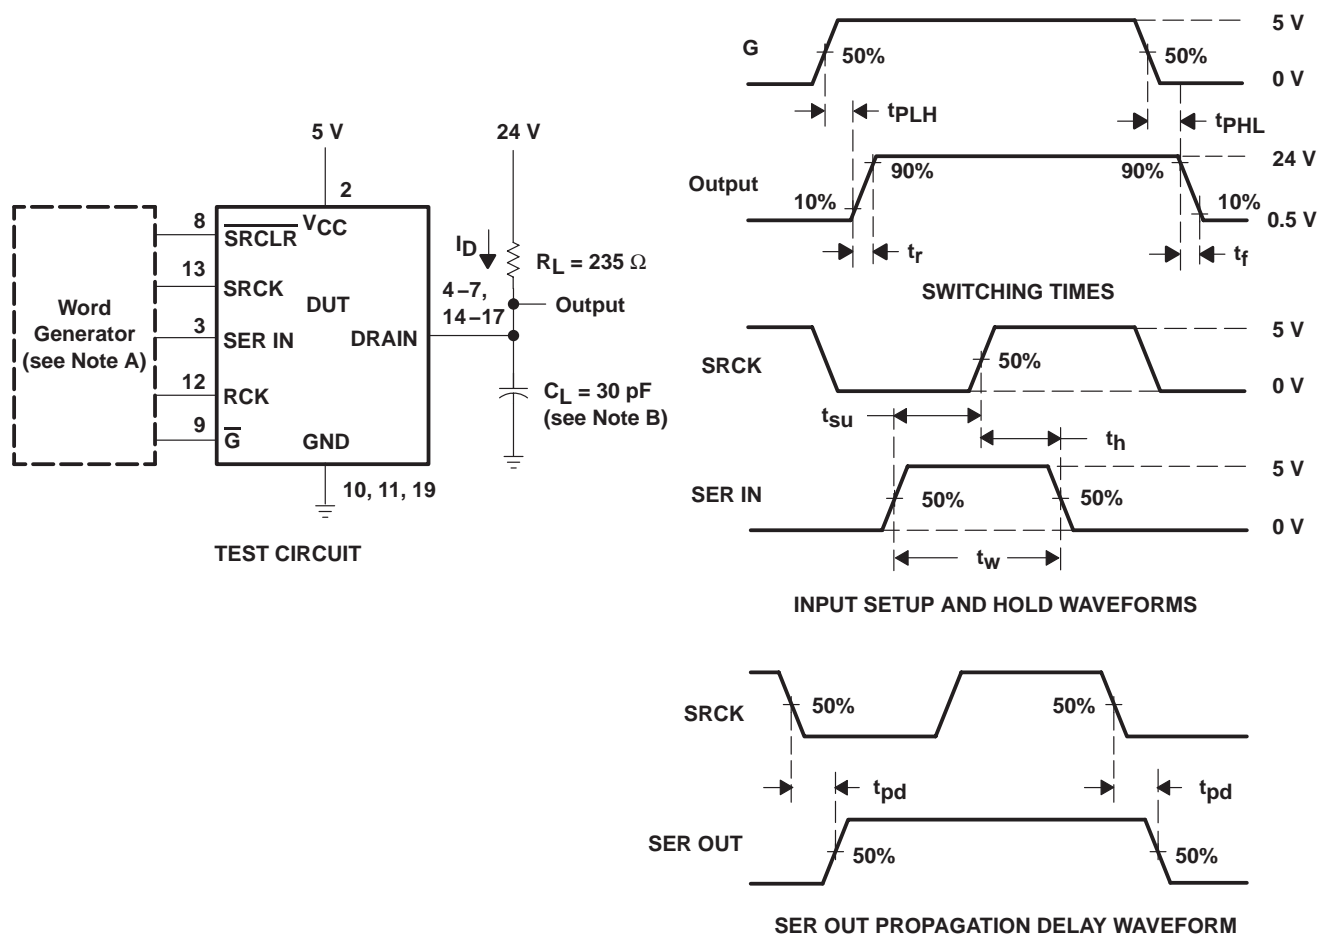 5 V
24 V
2
8
SRCLR
VCC
13
SRCK
DUT
Word
Generator
(see Note A)
3
SER IN
DRAIN
12
RCK
9
G
GND
10, 11, 19
ID
RL = 235 Ω
4–7,
14–17
Output
CL = 30 pF
(see Note B)
TEST CIRCUIT
G
50%
50%
5 V
0 V
tPLH
tPHL
Output
10%
90%
90%
10%
24 V
0.5 V
tr
tf
SWITCHING TIMES
SRCK
50%
5 V
0 V
tsu
th
SER IN
50%
50%
5 V
0 V
tw
INPUT SETUP AND HOLD WAVEFORMS
SRCK
50%
50%
tpd
tpd
SER OUT
50%
50%
SER OUT PROPAGATION DELAY WAVEFORM